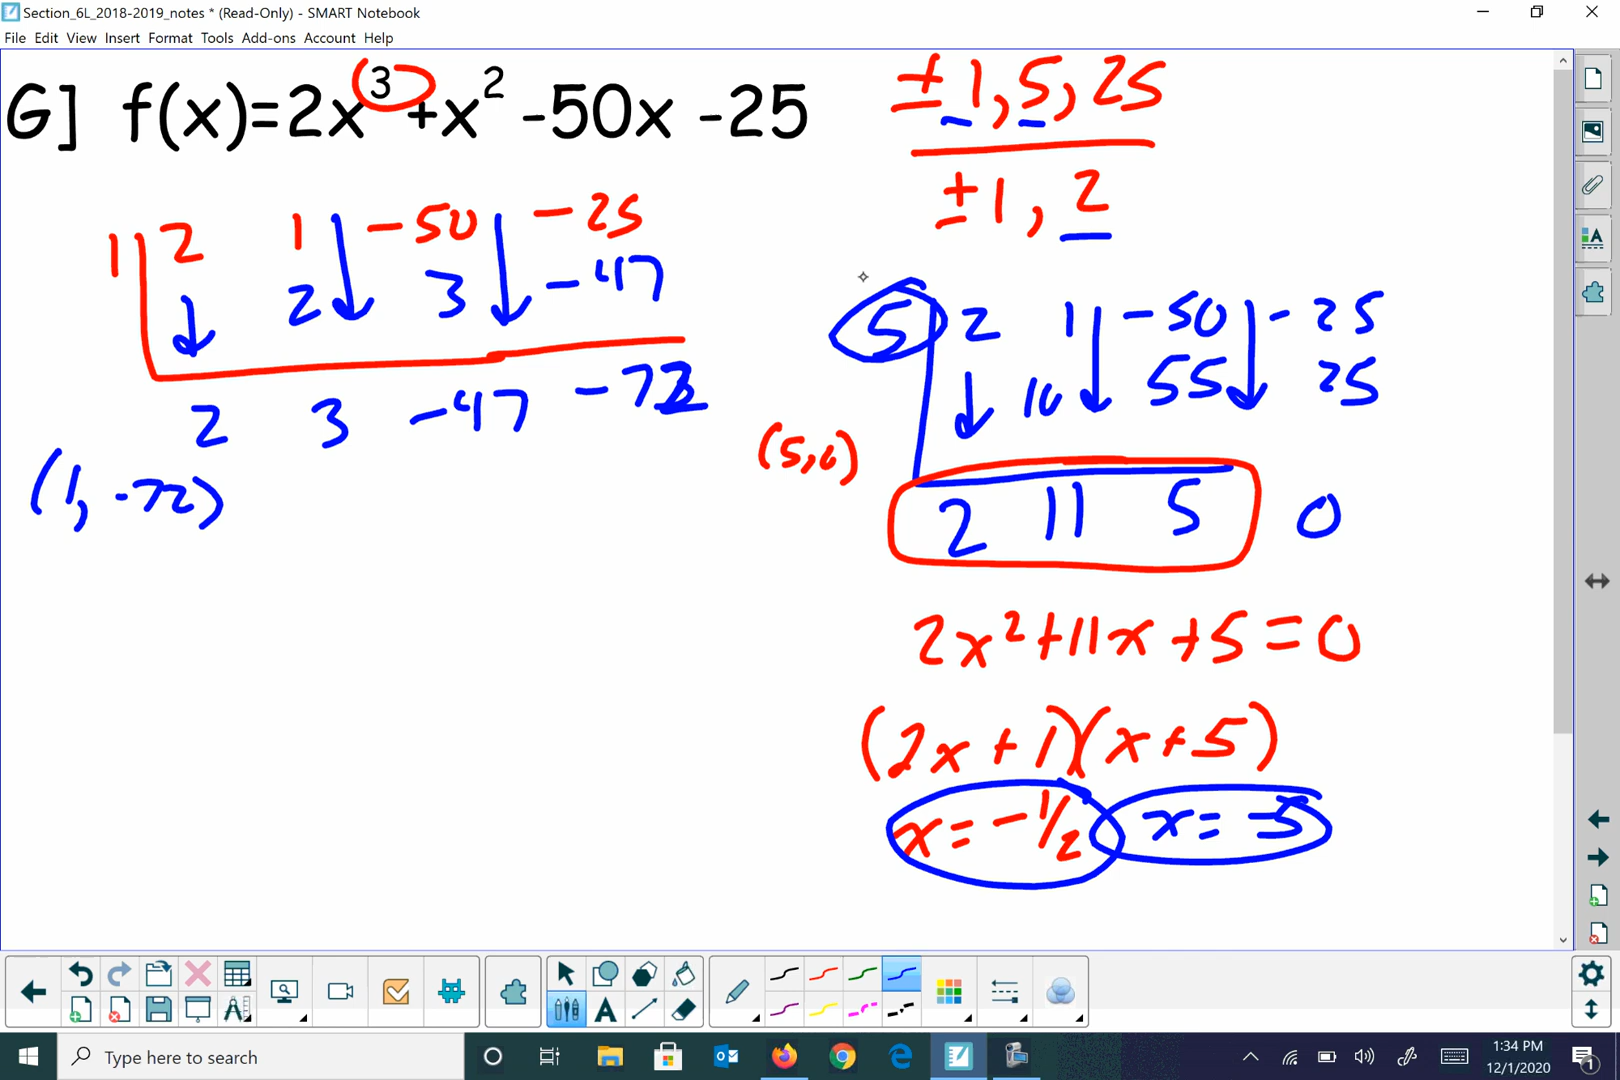 Section_6L_2018-2019_notes * (Read-Only) - SMART Notebook
File Edit View Insert Format Tools Add-ons Account Help
G] f(x)=2x³+x² -50x -25
± 1, 5, 25
± 1, 2
1 2 1 -50 -25
2 3 -47
2 3 -47 -72
(1, -72)
5 2 1 -50 -25
10 55 25
(5,0)
2 11 5 0
2x²+11x+5=0
(2x+1)(x+5)
x=-1/2 x=-5
A
A
Type here to search
1:34 PM
12/1/2020
1